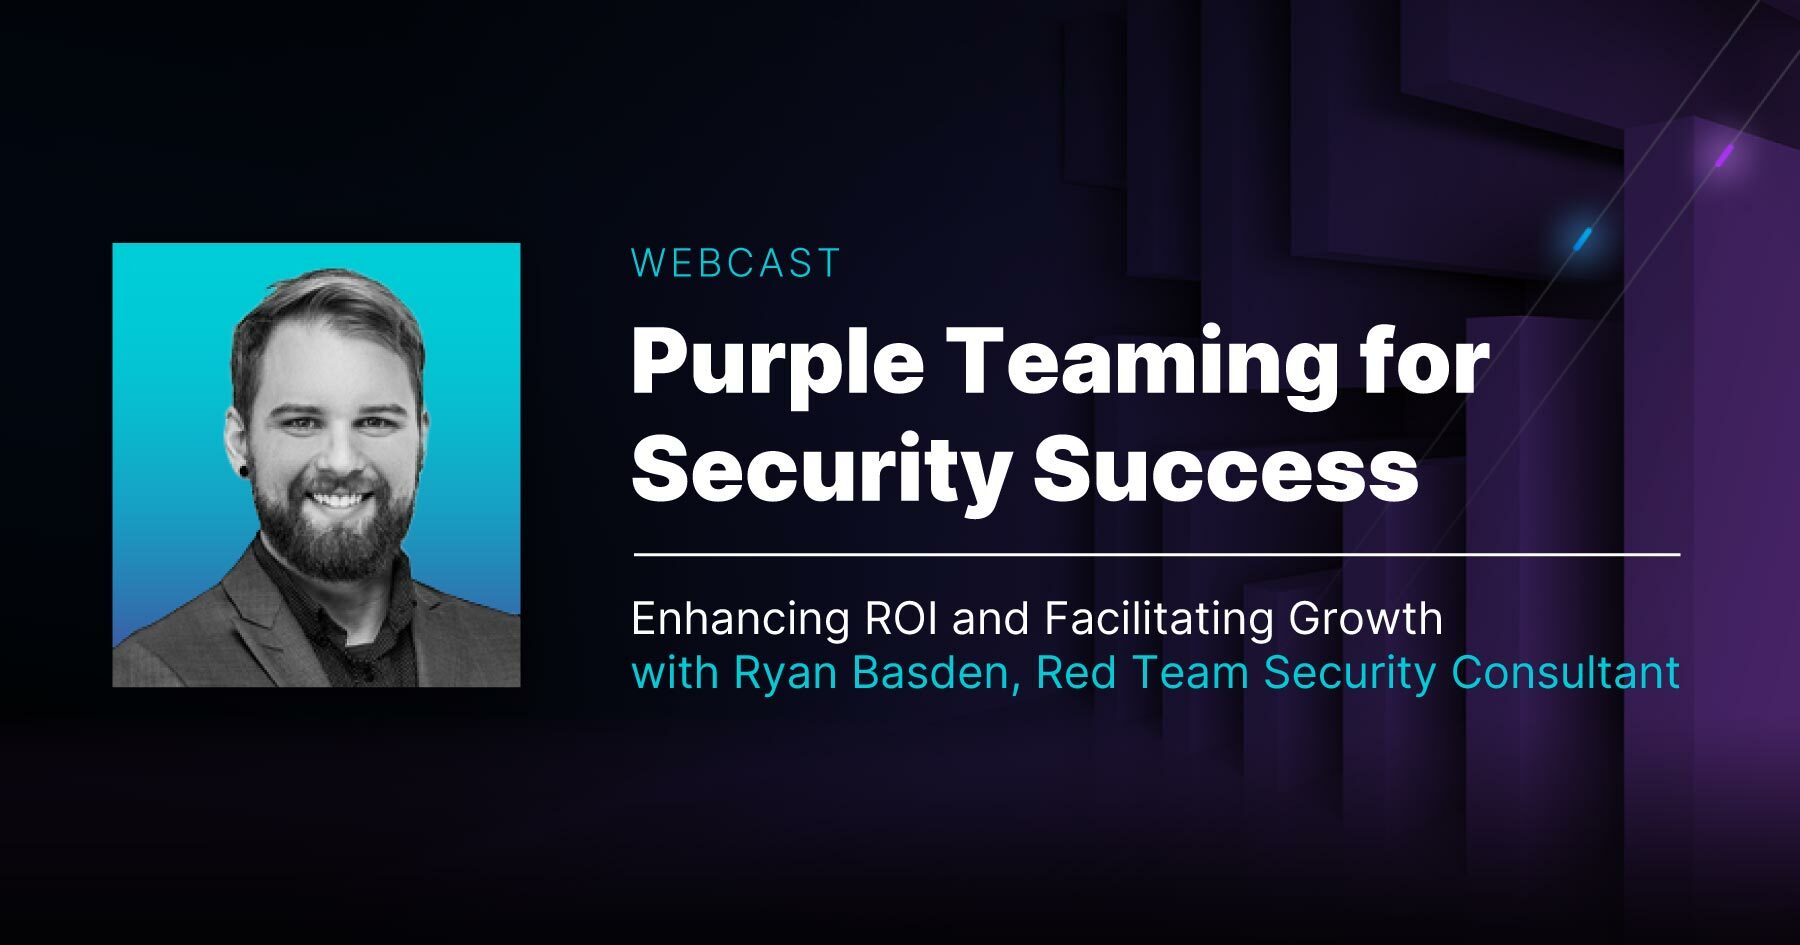 WEBCAST
Purple Teaming for
Security Success
Enhancing ROI and Facilitating Growth
with Ryan Basden, Red Team Security Consultant